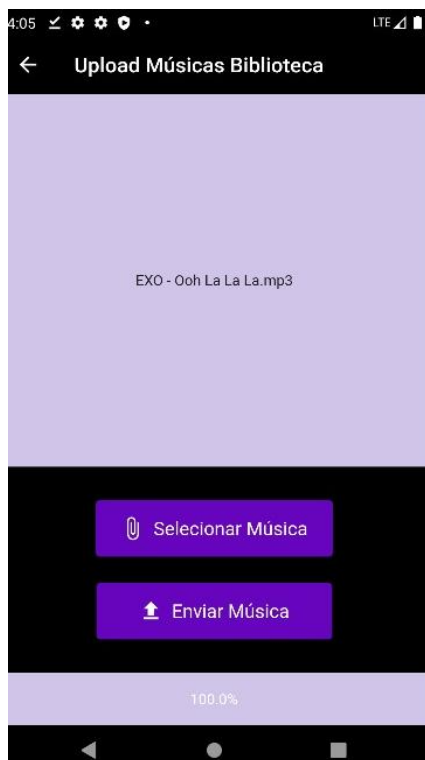 4:05
LTE
Upload Músicas Biblioteca
EXO - Ooh La La La.mp3
Selecionar Música
Enviar Música
100.0%